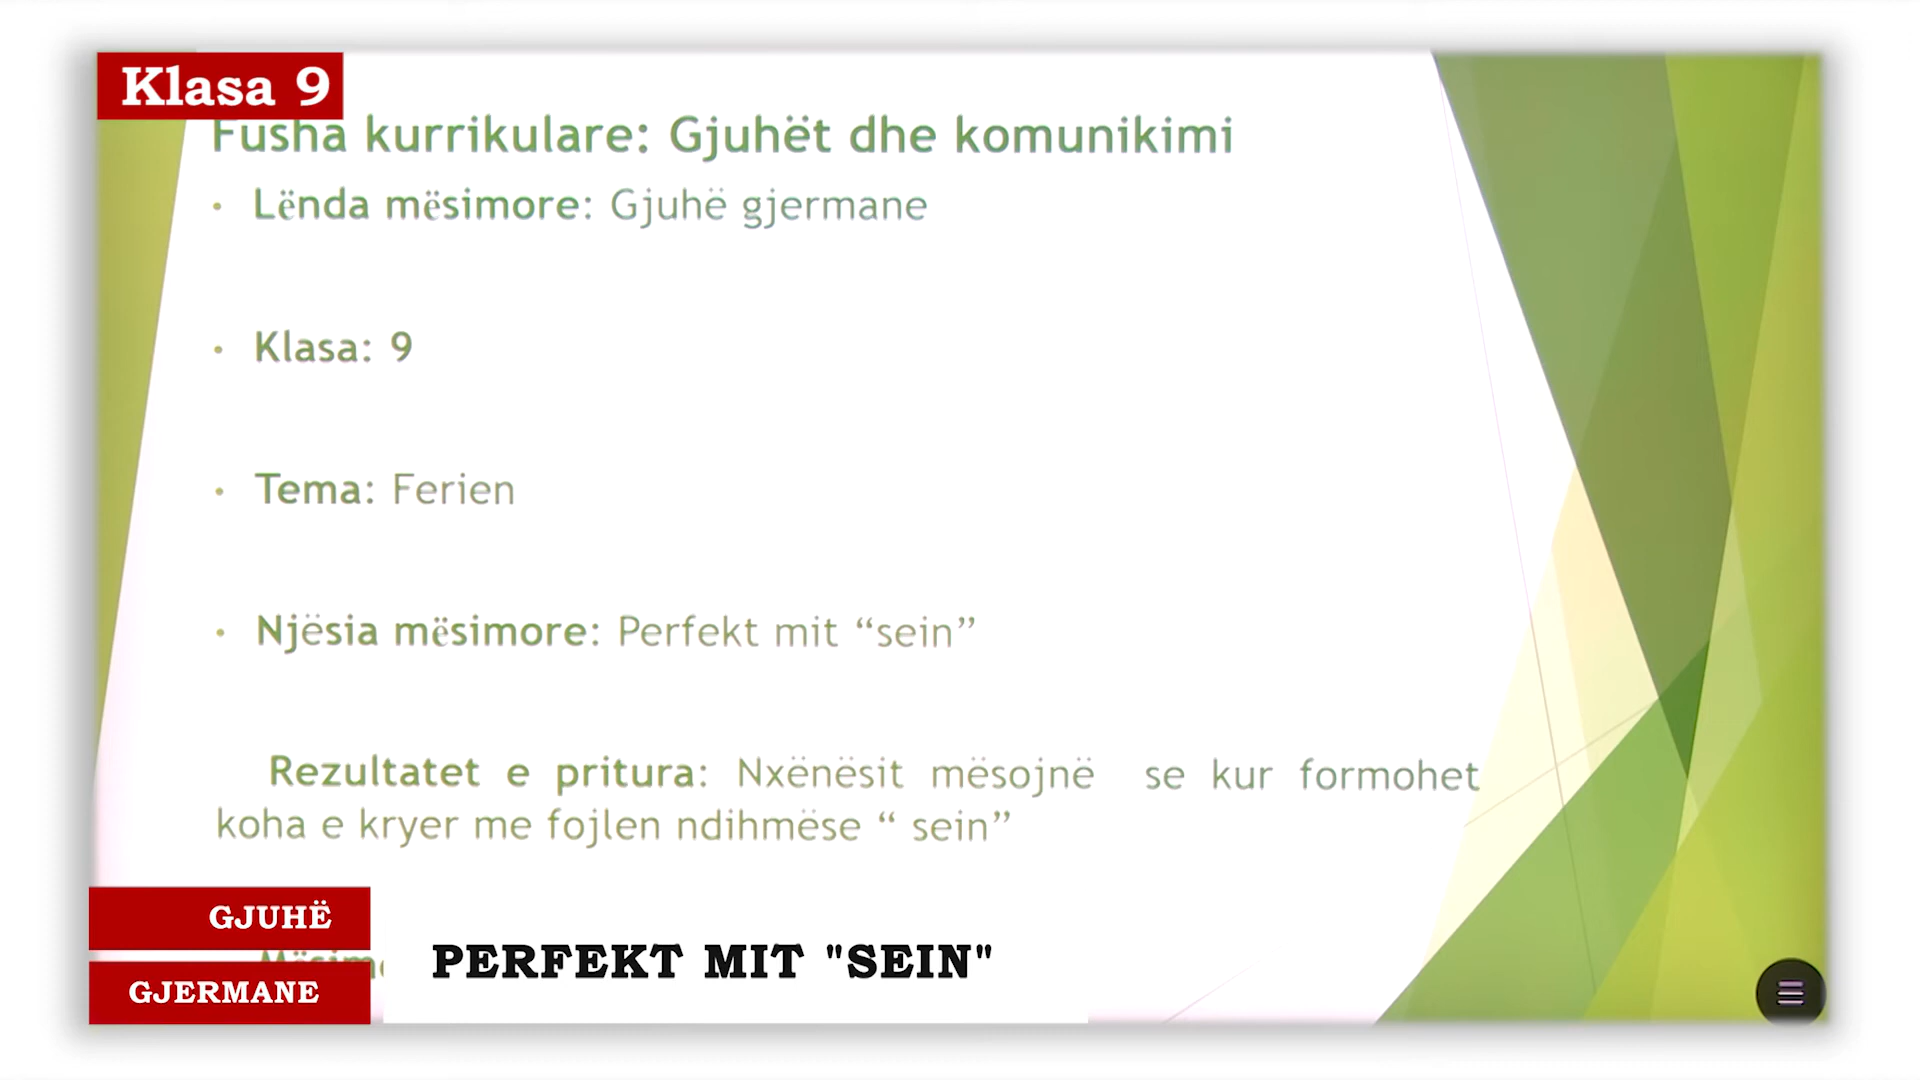 Klasa 9
Fusha kurrikulare: Gjuhët dhe komunikimi
• Lënda mësimore: Gjuhë gjermane
• Klasa: 9
• Tema: Ferien
• Njësia mësimore: Perfekt mit “sein”
Rezultatet e pritura: Nxënësit mësojnë se kur formohet
koha e kryer me fojlen ndihmëse “ sein”
GJUHË
GJERMANE
PERFEKT MIT "SEIN"